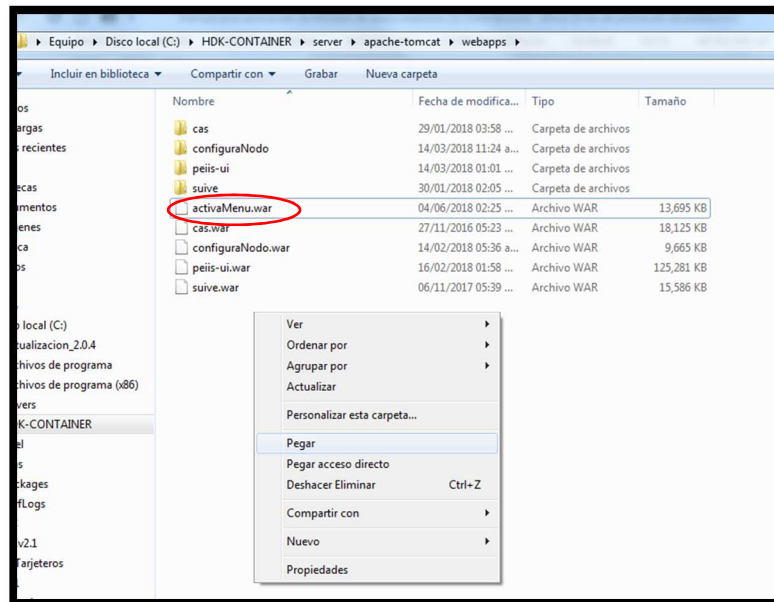 Equipo ▸ Disco local (C:) ▸ HDK-CONTAINER ▸ server ▸ apache-tomcat ▸ webapps ▸
Incluir en biblioteca Compartir con Grabar Nueva carpeta
Nombre Fecha de modifica... Tipo Tamaño
cas 29/01/2018 03:58 ... Carpeta de archivos
configuraNodo 14/03/2018 11:24 a... Carpeta de archivos
peiis-ui 14/03/2018 01:01 ... Carpeta de archivos
suive 30/01/2018 02:05 ... Carpeta de archivos
activaMenu.war 04/06/2018 02:25 ... Archivo WAR 13,695 KB
cas.war 27/11/2016 05:23 ... Archivo WAR 18,125 KB
configuraNodo.war 14/02/2018 05:36 a... Archivo WAR 9,665 KB
peiis-ui.war 16/02/2018 01:58 ... Archivo WAR 125,281 KB
suive.war 06/11/2017 05:39 ... Archivo WAR 15,586 KB
os
argas
s recientes
ecas
umentos
enes
ca
os
o local (C:)
tualizacion_2.0.4
chivos de programa
chivos de programa (x86)
vers
K-CONTAINER
el
s
ckages
rfLogs
v2.1
Tarjeteros
Ver
Ordenar por
Agrupar por
Actualizar
Personalizar esta carpeta...
Pegar
Pegar acceso directo
Deshacer Eliminar Ctrl+Z
Compartir con
Nuevo
Propiedades